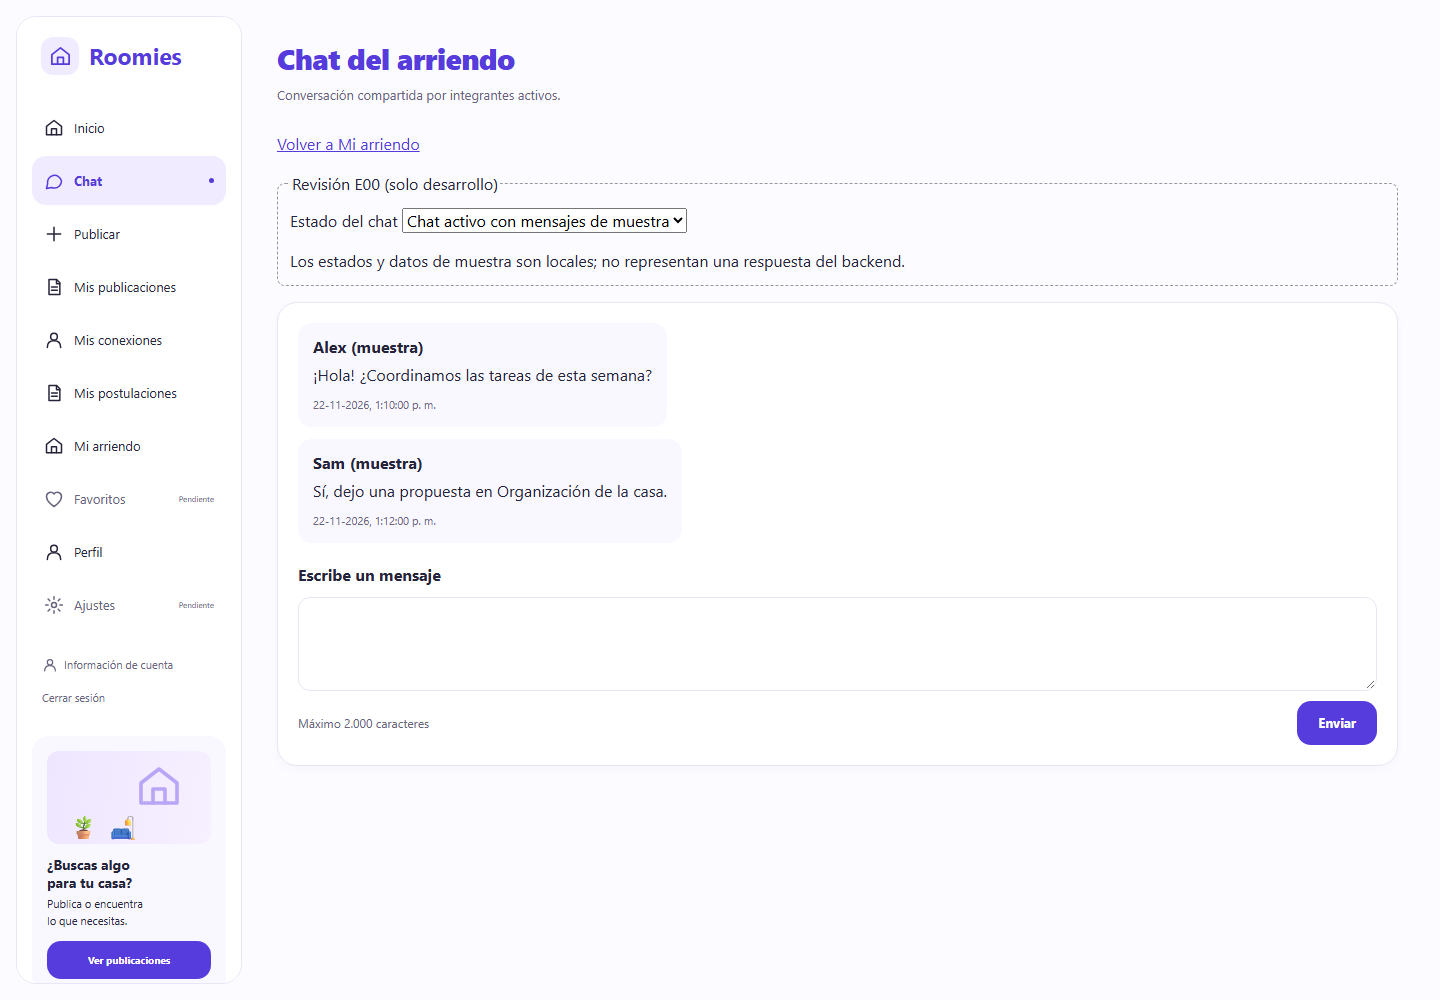 Roomies
Inicio
Chat
Publicar
Mis publicaciones
Mis conexiones
Mis postulaciones
Mi arriendo
Favoritos Pendiente
Perfil
Ajustes Pendiente
Información de cuenta
Cerrar sesión
¿Buscas algo
para tu casa?
Publica o encuentra
lo que necesitas.
Ver publicaciones
Chat del arriendo
Conversación compartida por integrantes activos.
Volver a Mi arriendo
Revisión E00 (solo desarrollo)
Estado del chat Chat activo con mensajes de muestra
Los estados y datos de muestra son locales; no representan una respuesta del backend.
Alex (muestra)
¡Hola! ¿Coordinamos las tareas de esta semana?
22-11-2026, 1:10:00 p. m.
Sam (muestra)
Sí, dejo una propuesta en Organización de la casa.
22-11-2026, 1:12:00 p. m.
Escribe un mensaje
Máximo 2.000 caracteres
Enviar